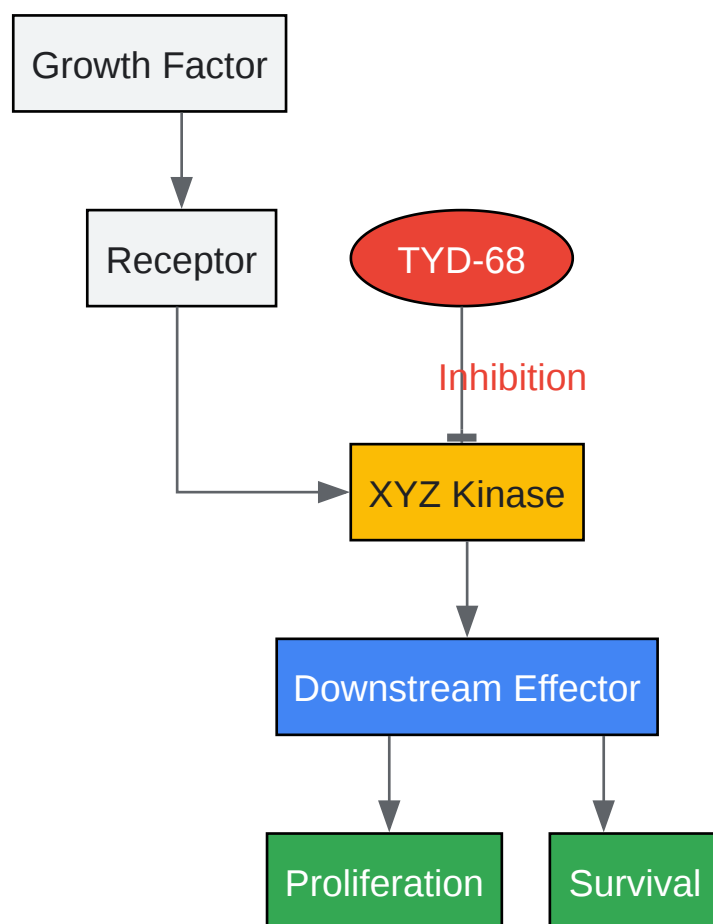 Growth Factor
Receptor
TYD-68
Inhibition
XYZ Kinase
Downstream Effector
Proliferation
Survival